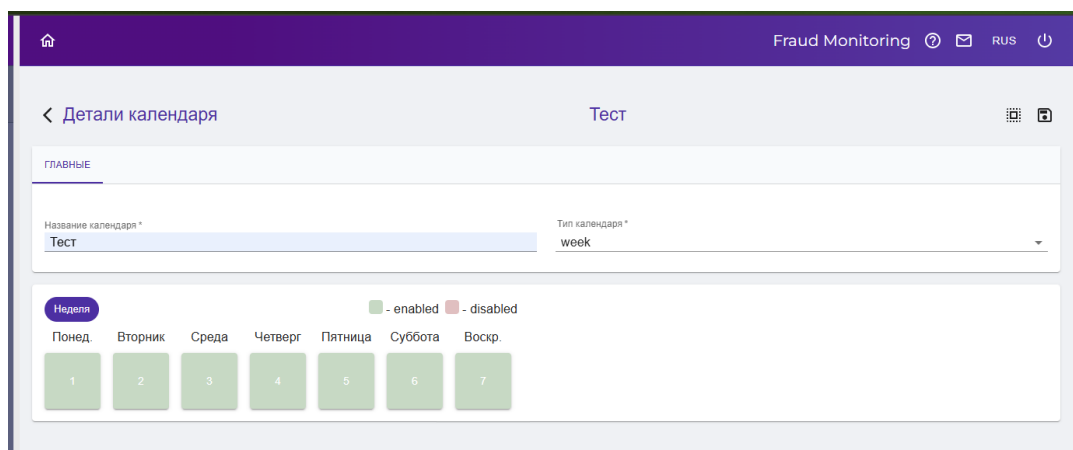 Fraud Monitoring RUS
Детали календаря Тест
ГЛАВНЫЕ
Название календаря * Тип календаря *
Тест week
Неделя - enabled - disabled
Понед. Вторник Среда Четверг Пятница Суббота Воскр.
1 2 3 4 5 6 7